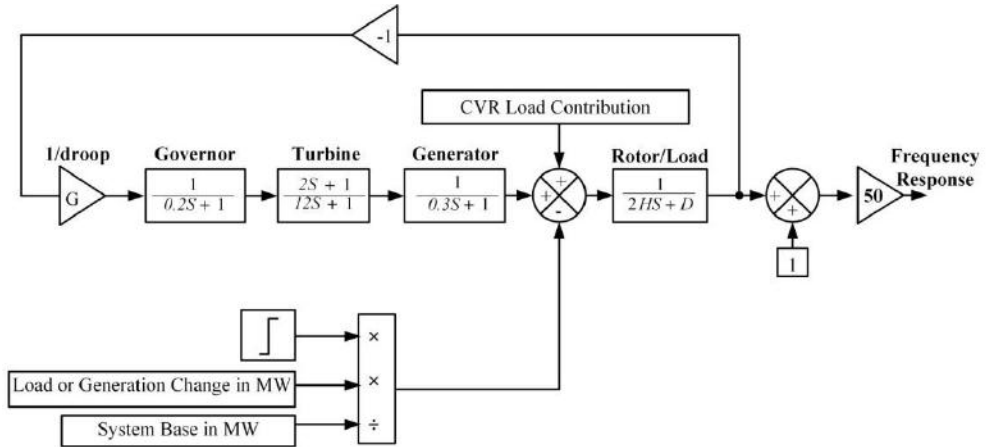 -1
CVR Load Contribution
1/droop
Governor
Turbine
Generator
Rotor/Load
Frequency
Response
G
1
0.2S + 1
2S + 1
12S + 1
1
0.3S + 1
+
+
-
1
2HS + D
+
+
50
1
×
Load or Generation Change in MW
×
System Base in MW
÷